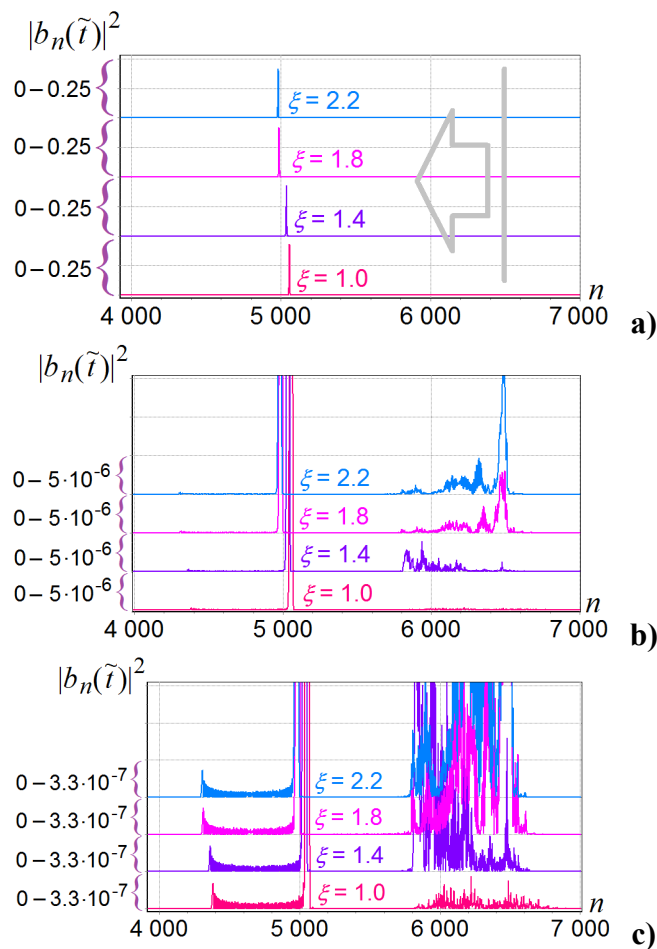 |b_n(t̃)|²
0–0.25
ξ = 2.2
0–0.25
ξ = 1.8
0–0.25
ξ = 1.4
0–0.25
ξ = 1.0
n
4 000 5 000 6 000 7 000
a)
|b_n(t̃)|²
0–5·10⁻⁶
ξ = 2.2
0–5·10⁻⁶
ξ = 1.8
0–5·10⁻⁶
ξ = 1.4
0–5·10⁻⁶
ξ = 1.0
n
4 000 5 000 6 000 7 000
b)
|b_n(t̃)|²
0–3.3·10⁻⁷
ξ = 2.2
0–3.3·10⁻⁷
ξ = 1.8
0–3.3·10⁻⁷
ξ = 1.4
0–3.3·10⁻⁷
ξ = 1.0
n
4 000 5 000 6 000 7 000
c)